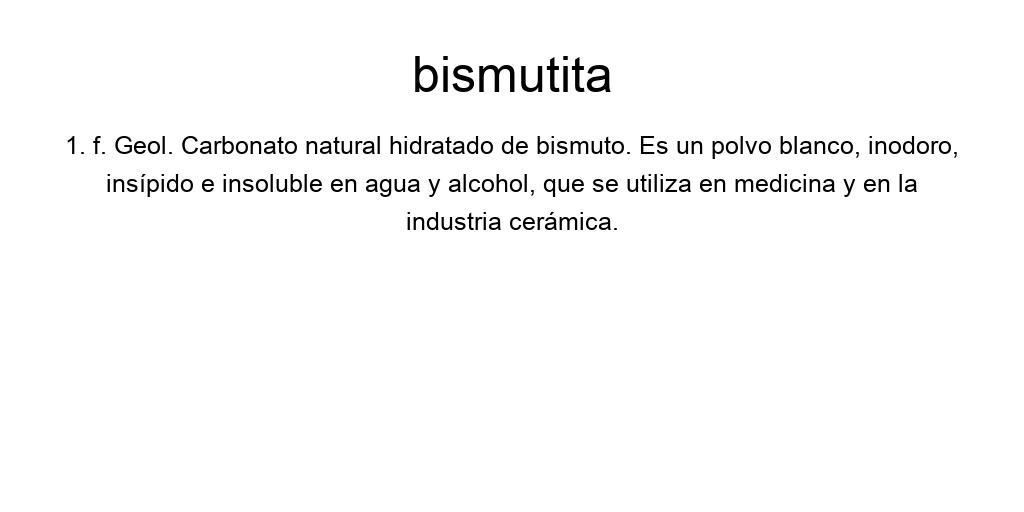 bismutita
1. f. Geol. Carbonato natural hidratado de bismuto. Es un polvo blanco, inodoro,
insípido e insoluble en agua y alcohol, que se utiliza en medicina y en la
industria cerámica.